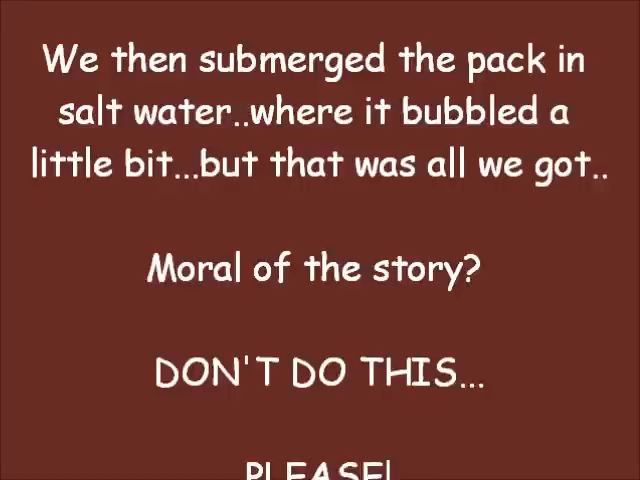 We then submerged the pack in
salt water..where it bubbled a
little bit...but that was all we got..
Moral of the story?
DON'T DO THIS...
PLEASE!